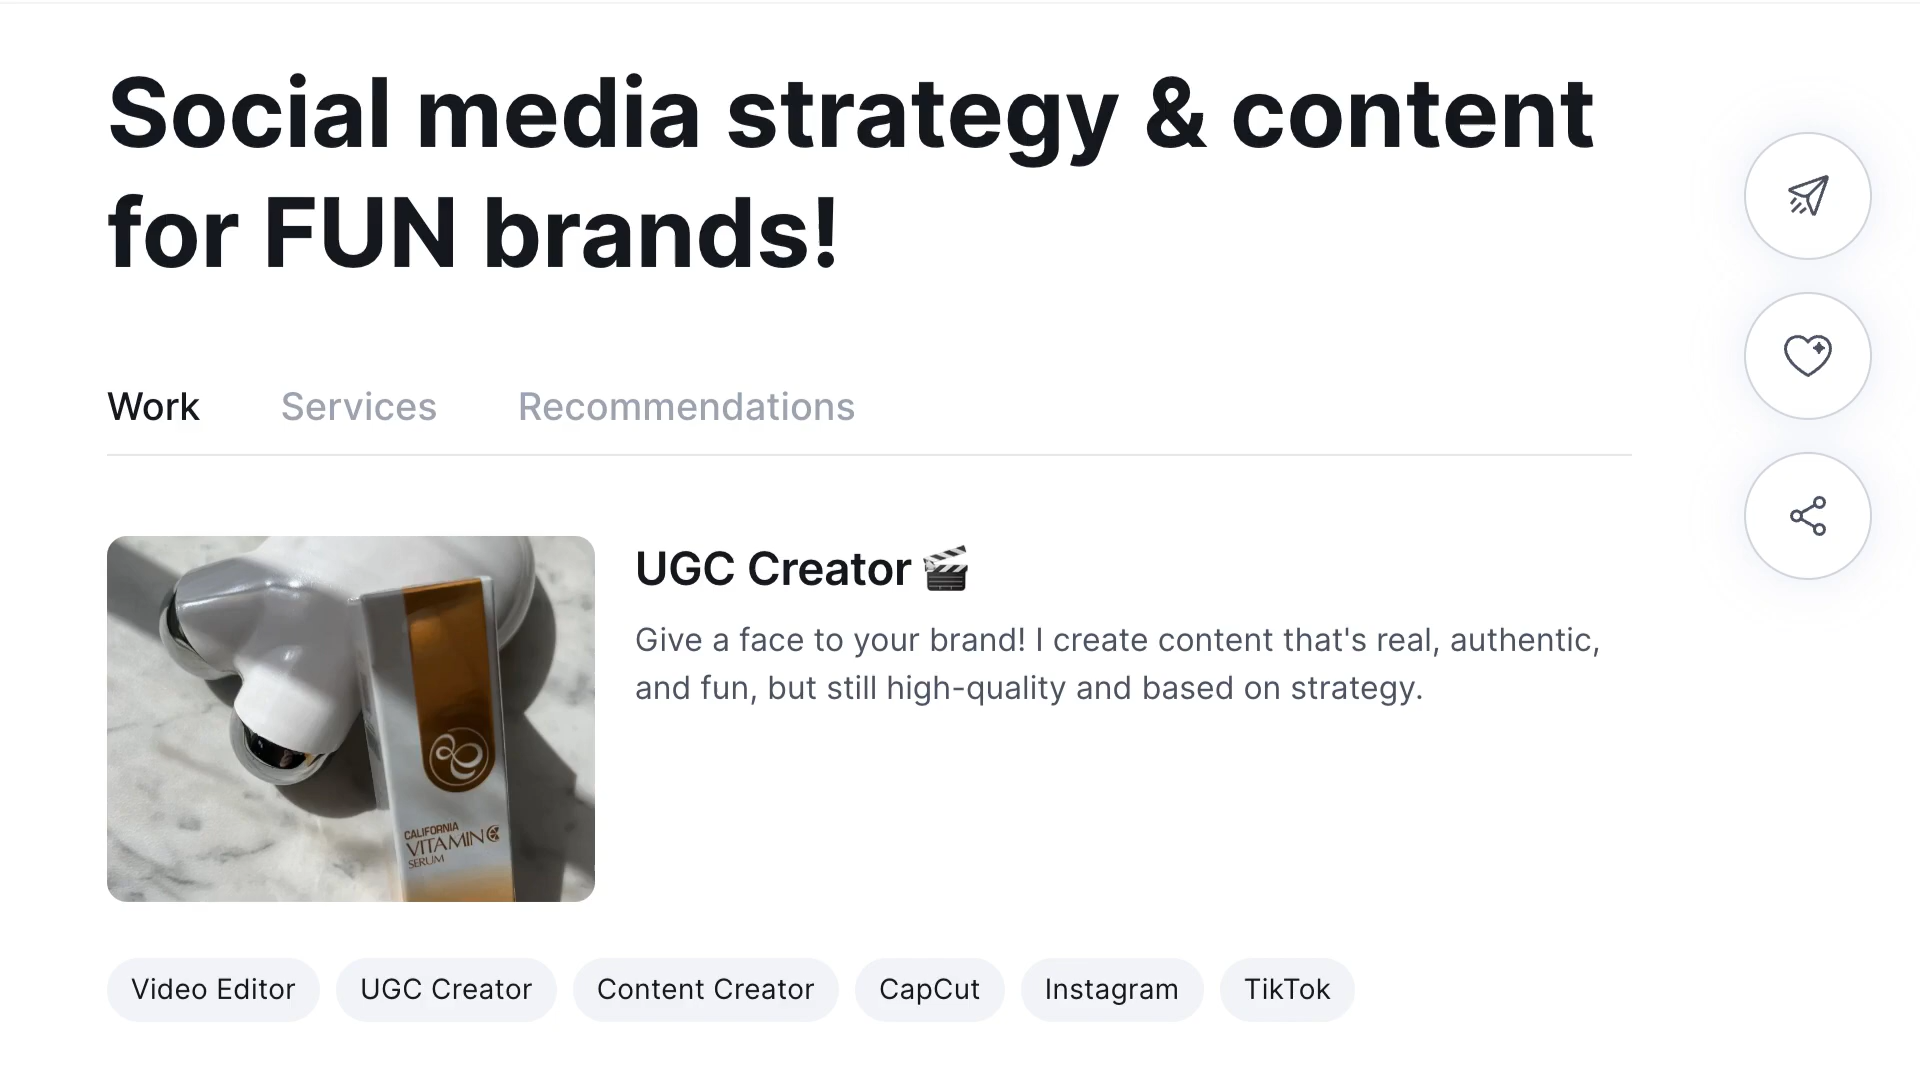 Social media strategy & content
for FUN brands!
Work
Services
Recommendations
UGC Creator 🎬
Give a face to your brand! I create content that's real, authentic,
and fun, but still high-quality and based on strategy.
CALIFORNIA
VITAMIN C
SERUM
Video Editor
UGC Creator
Content Creator
CapCut
Instagram
TikTok